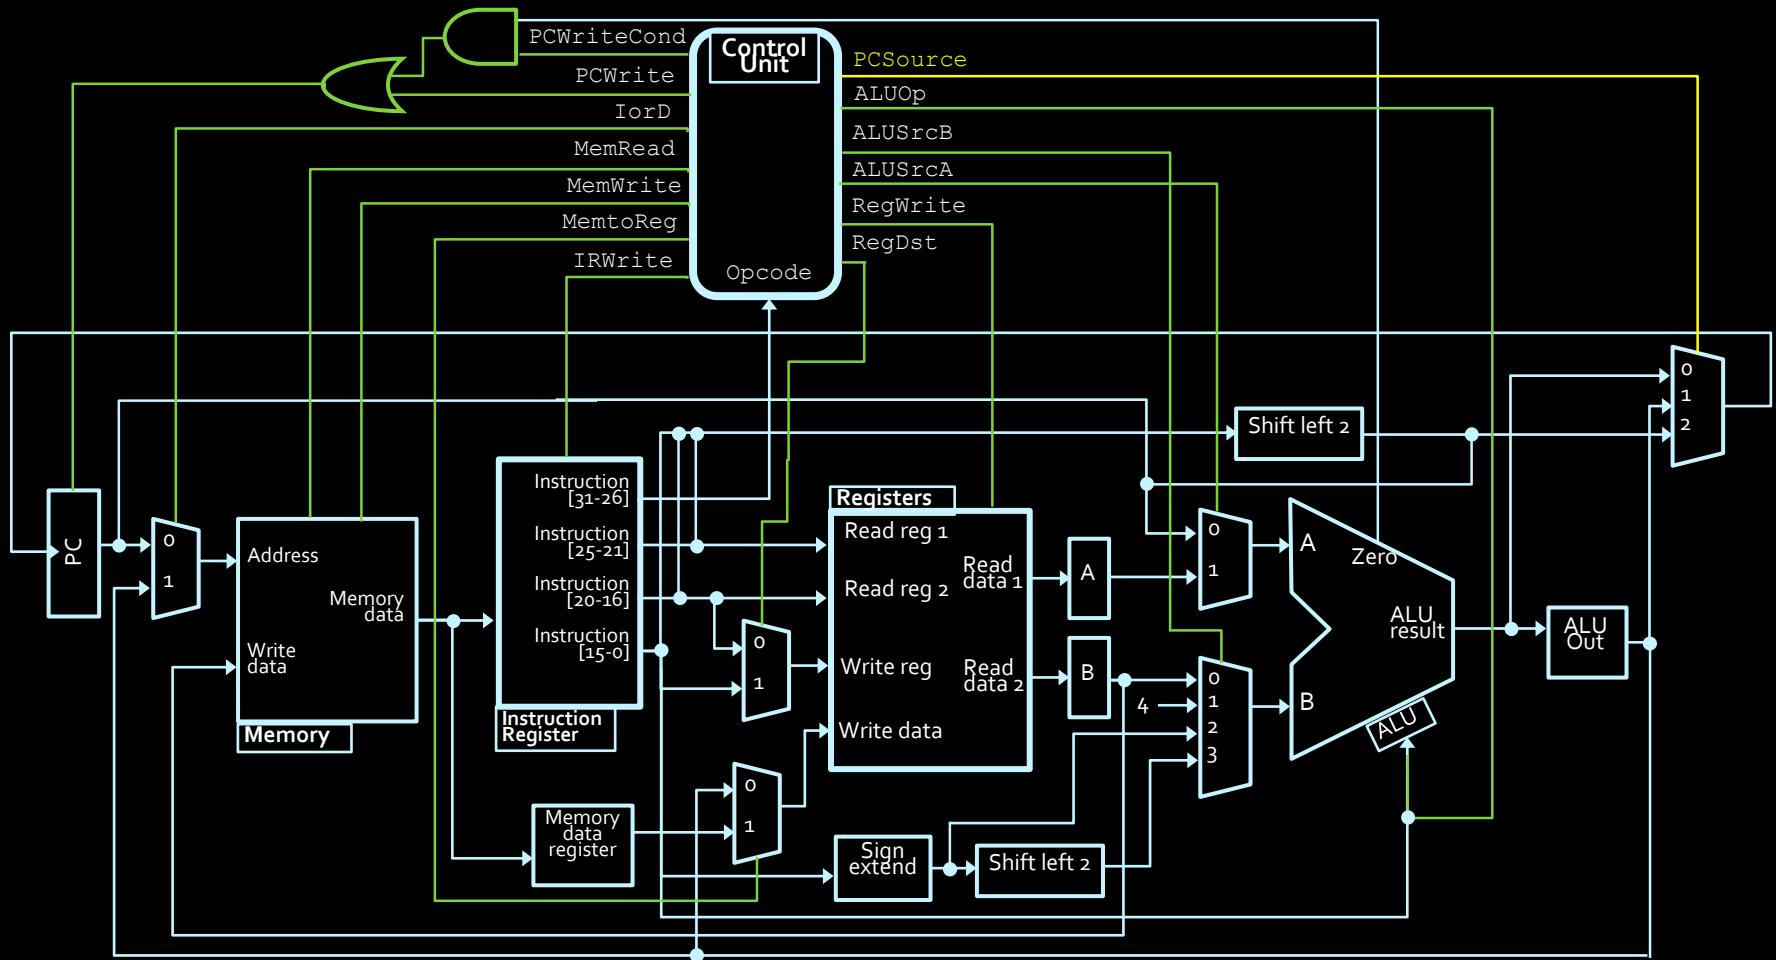 PCWriteCond
PCWrite
IorD
MemRead
MemWrite
MemtoReg
IRWrite
Control
Unit
Opcode
PCSource
ALUOp
ALUSrcB
ALUSrcA
RegWrite
RegDst
0
1
2
Shift left 2
PC
0
1
Address
Memory
data
Write
data
Memory
Instruction
[31-26]
Instruction
[25-21]
Instruction
[20-16]
Instruction
[15-0]
Instruction
Register
0
1
Registers
Read reg 1
Read reg 2
Write reg
Write data
Read
data 1
Read
data 2
A
B
0
1
4
0
1
2
3
A
B
Zero
ALU
result
ALU
ALU
Out
Memory
data
register
0
1
Sign
extend
Shift left 2